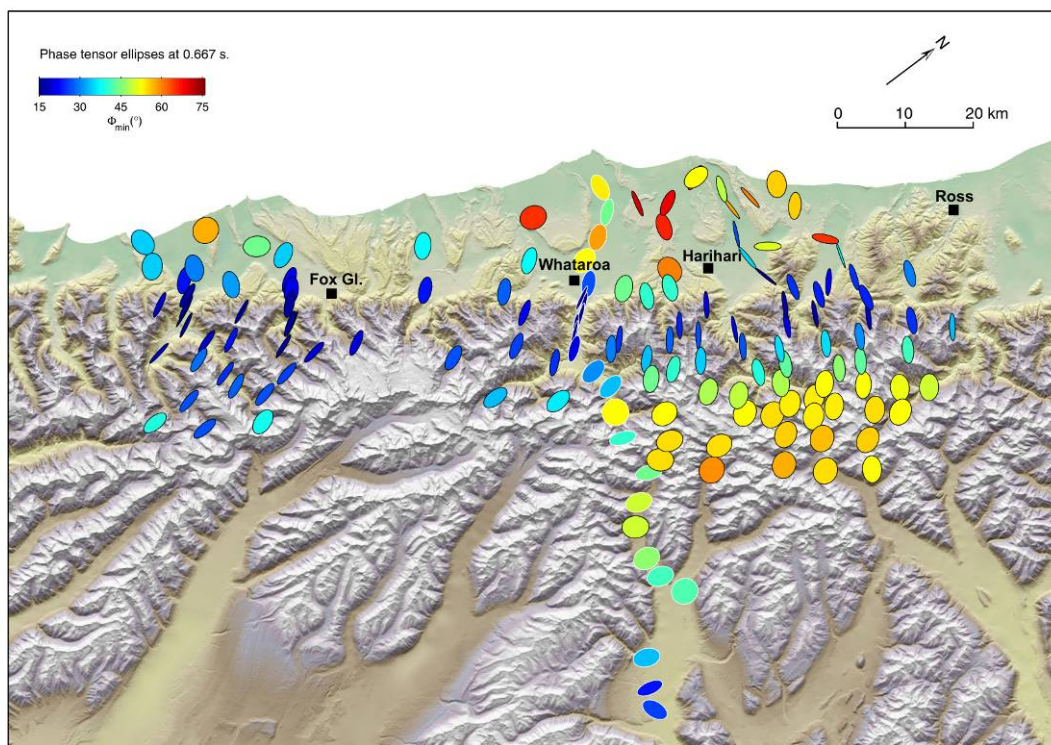 Phase tensor ellipses at 0.667 s.
15 30 45 60 75
Φmin(°)
N
0 10 20 km
Ross
Harihari
Whataroa
Fox Gl.